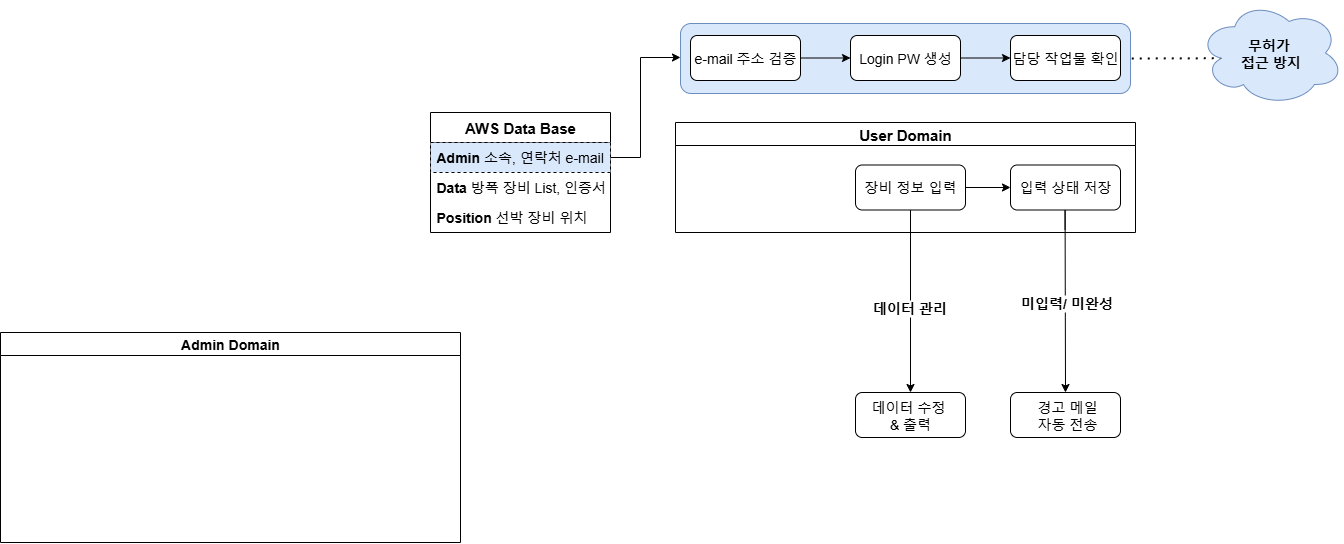 e-mail 주소 검증
Login PW 생성
담당 작업물 확인
무허가
접근 방지
AWS Data Base
Admin 소속, 연락처 e-mail
Data 방폭 장비 List, 인증서
Position 선박 장비 위치
User Domain
장비 정보 입력
입력 상태 저장
데이터 관리
미입력/ 미완성
Admin Domain
데이터 수정
& 출력
경고 메일
자동 전송